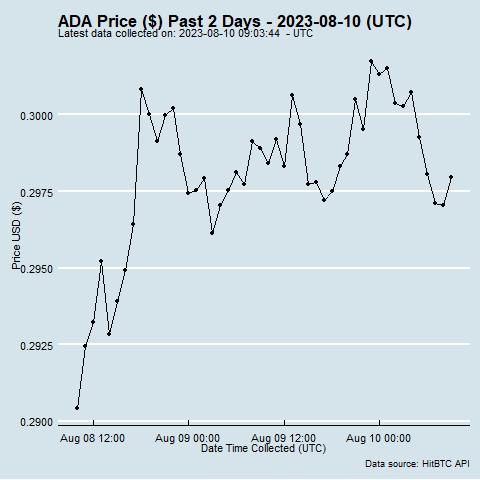 ADA Price ($) Past 2 Days - 2023-08-10 (UTC)
Latest data collected on: 2023-08-10 09:03:44 - UTC
Price USD ($)
0.3000
0.2975
0.2950
0.2925
0.2900
Aug 08 12:00
Aug 09 00:00
Aug 09 12:00
Aug 10 00:00
Date Time Collected (UTC)
Data source: HitBTC API